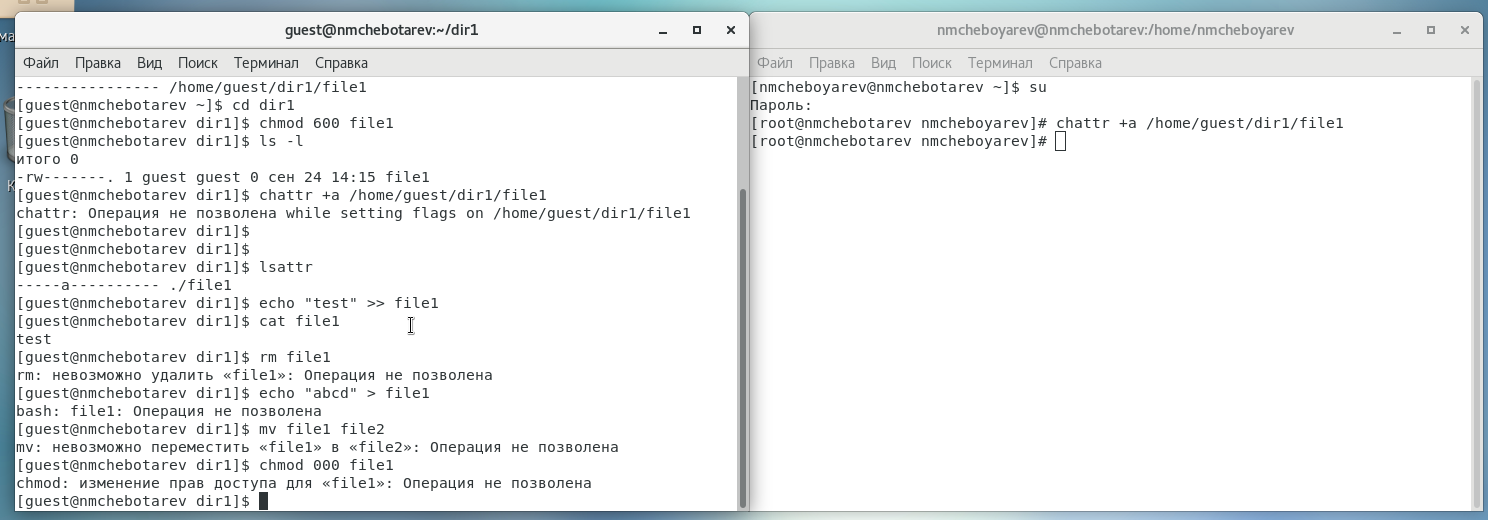 guest@nmchebotarev:~/dir1
Файл Правка Вид Поиск Терминал Справка
--------------- /home/guest/dir1/file1
[guest@nmchebotarev ~]$ cd dir1
[guest@nmchebotarev dir1]$ chmod 600 file1
[guest@nmchebotarev dir1]$ ls -l
итого 0
-rw-------. 1 guest guest 0 сен 24 14:15 file1
[guest@nmchebotarev dir1]$ chattr +a /home/guest/dir1/file1
chattr: Операция не позволена while setting flags on /home/guest/dir1/file1
[guest@nmchebotarev dir1]$
[guest@nmchebotarev dir1]$
[guest@nmchebotarev dir1]$ lsattr
-----a---------- ./file1
[guest@nmchebotarev dir1]$ echo "test" >> file1
[guest@nmchebotarev dir1]$ cat file1
test
[guest@nmchebotarev dir1]$ rm file1
rm: невозможно удалить «file1»: Операция не позволена
[guest@nmchebotarev dir1]$ echo "abcd" > file1
bash: file1: Операция не позволена
[guest@nmchebotarev dir1]$ mv file1 file2
mv: невозможно переместить «file1» в «file2»: Операция не позволена
[guest@nmchebotarev dir1]$ chmod 000 file1
chmod: изменение прав доступа для «file1»: Операция не позволена
[guest@nmchebotarev dir1]$
nmcheboyarev@nmchebotarev:/home/nmcheboyarev
Файл Правка Вид Поиск Терминал Справка
[nmcheboyarev@nmchebotarev ~]$ su
Пароль:
[root@nmchebotarev nmcheboyarev]# chattr +a /home/guest/dir1/file1
[root@nmchebotarev nmcheboyarev]#